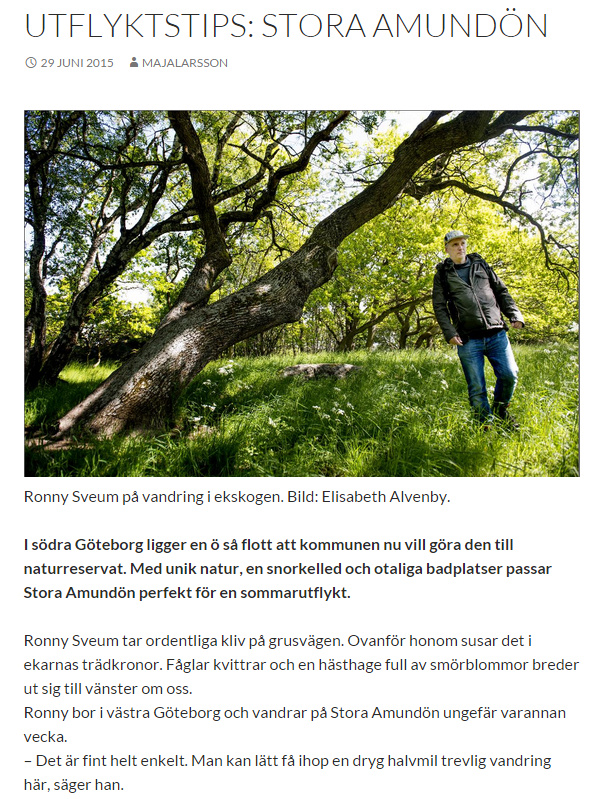 UTFLYKTSTIPS: STORA AMUNDÖN
29 JUNI 2015 MAJALARSSON
Ronny Sveum på vandring i ekskogen. Bild: Elisabeth Alvenby.
I södra Göteborg ligger en ö så flott att kommunen nu vill göra den till
naturreservat. Med unik natur, en snorkelled och otaliga badplatser passar
Stora Amundön perfekt för en sommarutflykt.
Ronny Sveum tar ordentliga kliv på grusvägen. Ovanför honom susar det i
ekarnas trädkronor. Fåglar kvittrar och en hästhage full av smörblommor breder
ut sig till vänster om oss.
Ronny bor i västra Göteborg och vandrar på Stora Amundön ungefär varannan
vecka.
– Det är fint helt enkelt. Man kan lätt få ihop en dryg halvmil trevlig vandring
här, säger han.